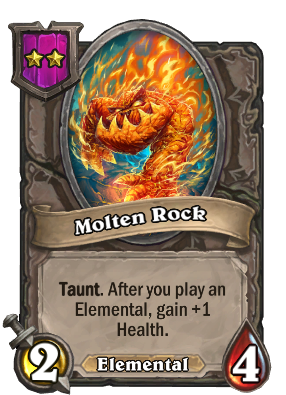 Molten Rock
Taunt. After you play an
Elemental, gain +1
Health.
2
Elemental
4